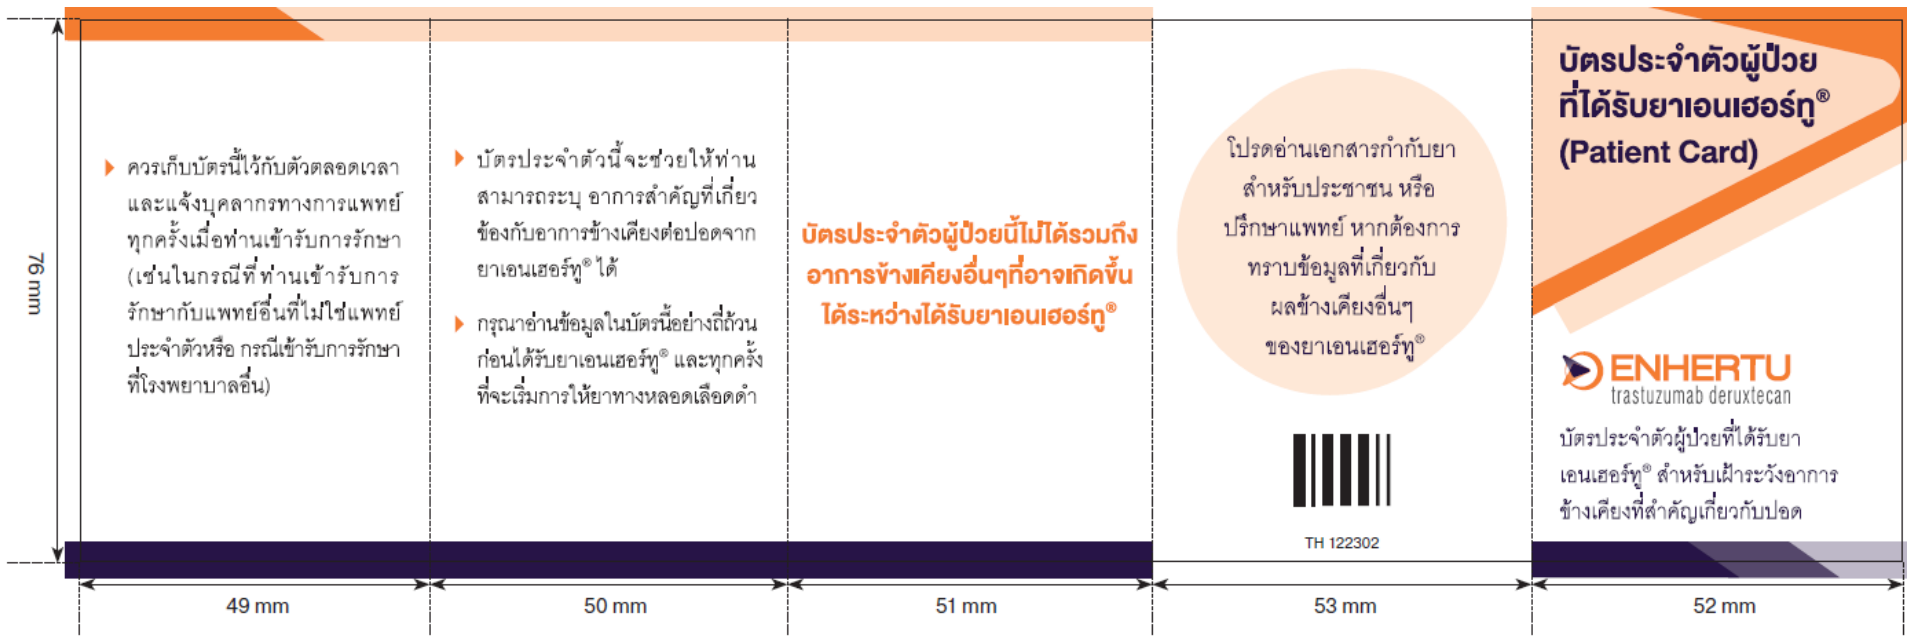 76 mm
ควรเก็บบัตรนี้ไว้กับตัวตลอดเวลา
และแจ้งบุคลากรทางการแพทย์
ทุกครั้งเมื่อท่านเข้ารับการรักษา
(เช่นในกรณีที่ท่านเข้ารับการ
รักษากับแพทย์อื่นที่ไม่ใช่แพทย์
ประจำตัวหรือ กรณีเข้ารับการรักษา
ที่โรงพยาบาลอื่น)
บัตรประจำตัวนี้จะช่วยให้ท่าน
สามารถระบุ อาการสำคัญที่เกี่ยว
ข้องกับอาการข้างเคียงต่อปอดจาก
ยาเอนเฮอร์ทู® ได้
กรุณาอ่านข้อมูลในบัตรนี้อย่างถี่ถ้วน
ก่อนได้รับยาเอนเฮอร์ทู® และทุกครั้ง
ที่จะเริ่มการให้ยาทางหลอดเลือดดำ
บัตรประจำตัวผู้ป่วยนี้ไม่ได้รวมถึง
อาการข้างเคียงอื่นๆที่อาจเกิดขึ้น
ได้ระหว่างได้รับยาเอนเฮอร์ทู®
โปรดอ่านเอกสารกำกับยา
สำหรับประชาชน หรือ
ปรึกษาแพทย์ หากต้องการ
ทราบข้อมูลที่เกี่ยวกับ
ผลข้างเคียงอื่นๆ
ของยาเอนเฮอร์ทู®
TH 122302
บัตรประจำตัวผู้ป่วย
ที่ได้รับยาเอนเฮอร์ทู®
(Patient Card)
ENHERTU
trastuzumab deruxtecan
บัตรประจำตัวผู้ป่วยที่ได้รับยา
เอนเฮอร์ทู® สำหรับเฝ้าระวังอาการ
ข้างเคียงที่สำคัญเกี่ยวกับปอด
49 mm
50 mm
51 mm
53 mm
52 mm